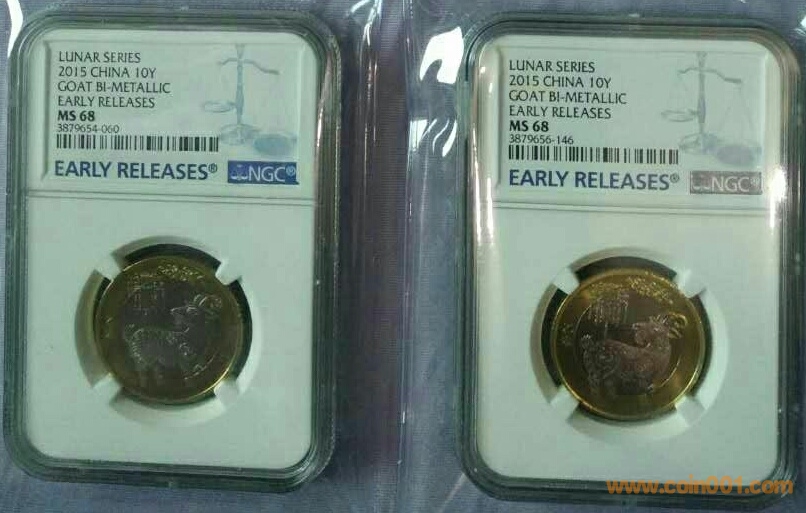 LUNAR SERIES
2015 CHINA 10Y
GOAT BI-METALLIC
EARLY RELEASES
MS 68
3879654-060
EARLY RELEASES®
NGC®
LUNAR SERIES
2015 CHINA 10Y
GOAT BI-METALLIC
EARLY RELEASES
MS 68
3879656-146
EARLY RELEASES®
NGC®
www.coin001.com